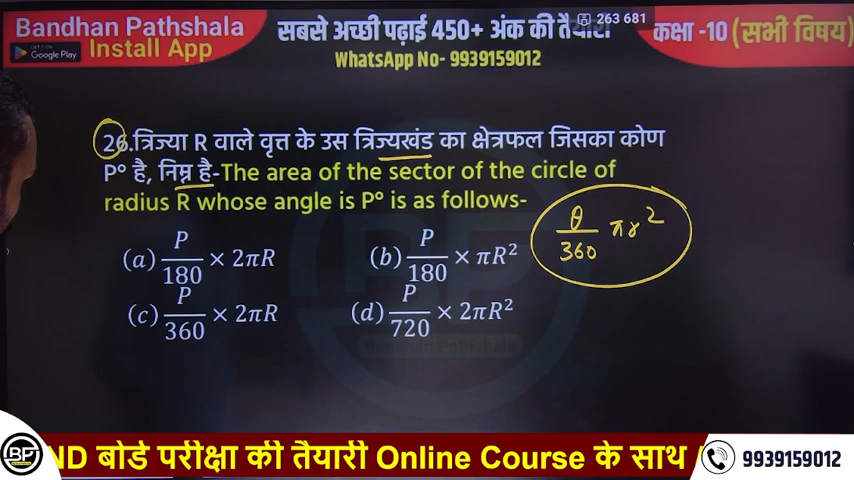 Bandhan Pathshala
GET IT ON
Google Play
Install App
सबसे अच्छी पढ़ाई 450+ अंक की तैयारी
263 681
WhatsApp No- 9939159012
कक्षा -10 (सभी विषय)
26.त्रिज्या R वाले वृत्त के उस त्रिज्यखंड का क्षेत्रफल जिसका कोण
P° है, निम्न है-The area of the sector of the circle of
radius R whose angle is P° is as follows-
θ/360 πr²
(a) P/180 × 2πR
(b) P/180 × πR²
(c) P/360 × 2πR
(d) P/720 × 2πR²
Bandhan Pathshala
ND बोर्ड परीक्षा की तैयारी Online Course के साथ
9939159012